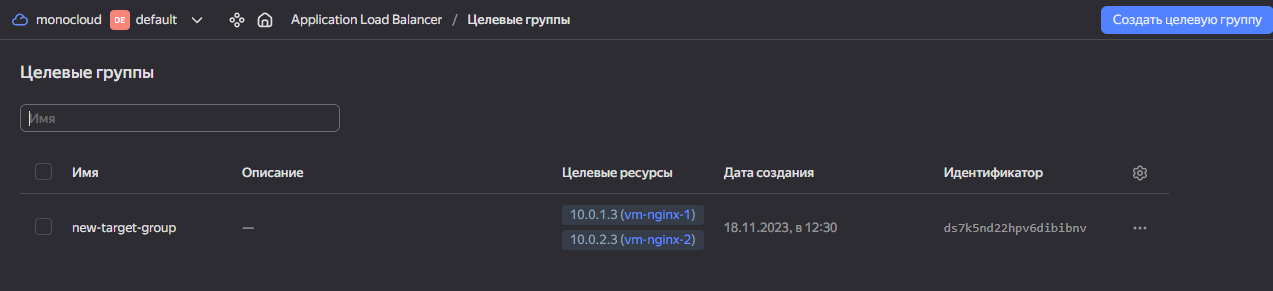 monocloud DE default Application Load Balancer / Целевые группы Создать целевую группу
Целевые группы
Имя
Имя Описание Целевые ресурсы Дата создания Идентификатор
new-target-group — 10.0.1.3 (vm-nginx-1) 18.11.2023, в 12:30 ds7k5nd22hpv6dibibnv
10.0.2.3 (vm-nginx-2)